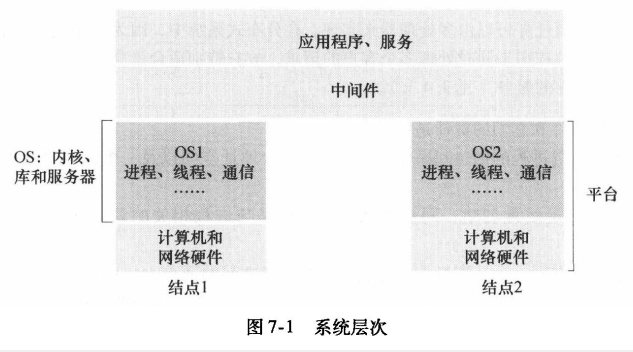 应用程序、服务
中间件
OS：内核、
库和服务器
OS1
进程、线程、通信
……
OS2
进程、线程、通信
……
平台
计算机和
网络硬件
计算机和
网络硬件
结点1
结点2
图 7-1 系统层次